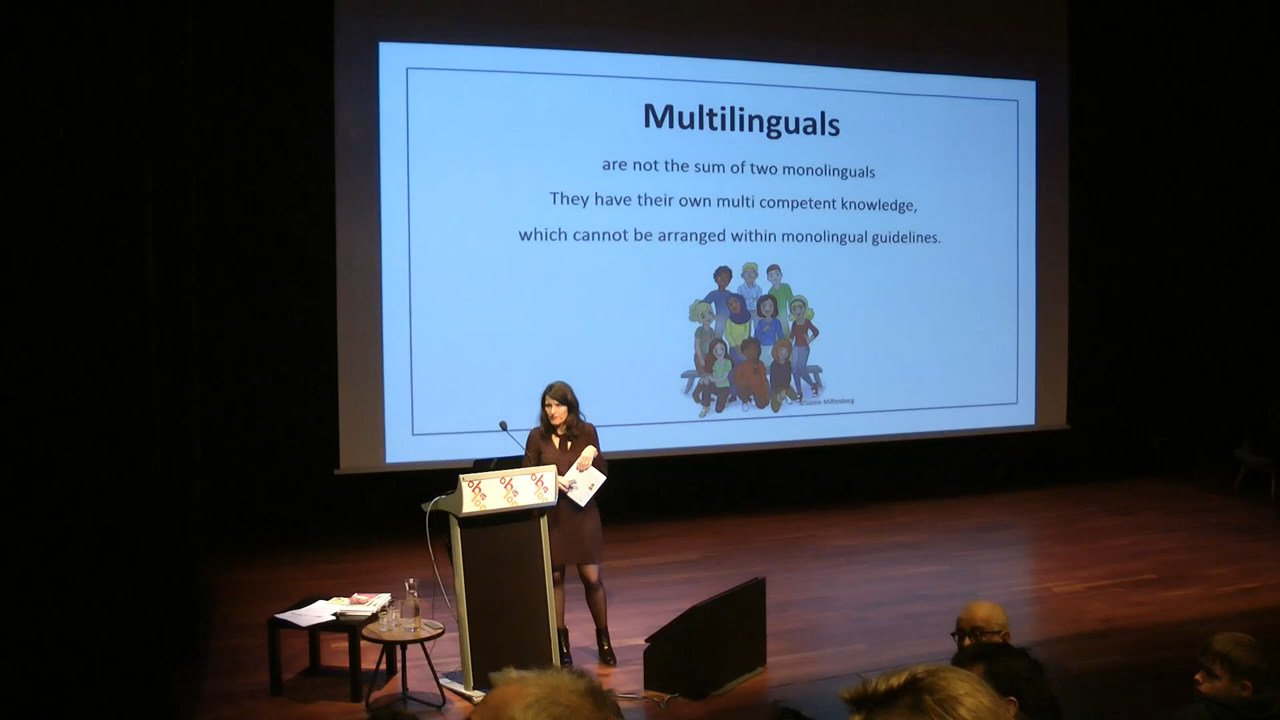 Multilinguals
are not the sum of two monolinguals
They have their own multi competent knowledge,
which cannot be arranged within monolingual guidelines.